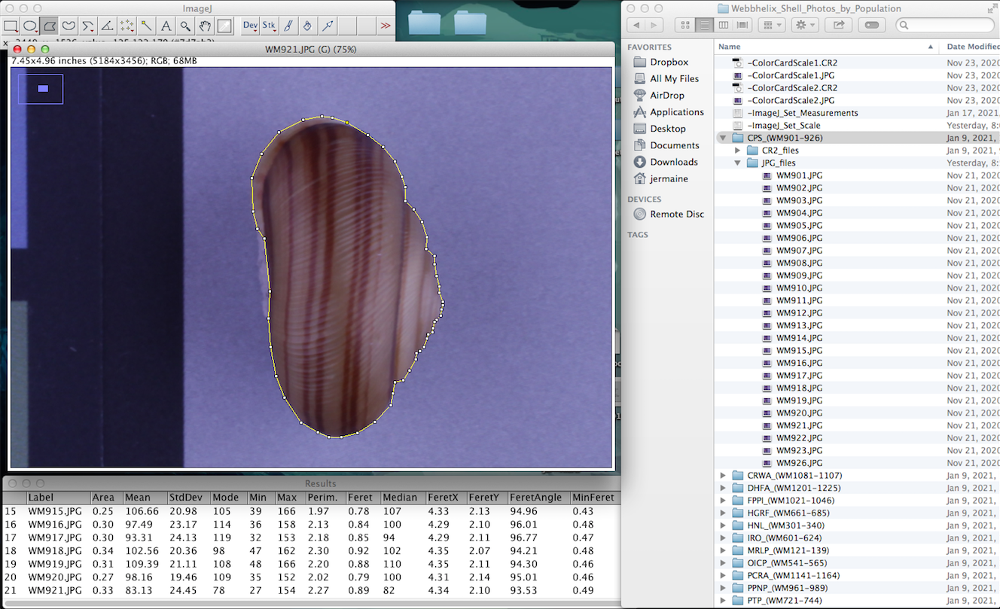 ImageJ
Dev Stk
WM921.JPG (G) (75%)
7.45x4.96 inches (5184x3456); RGB; 68MB
Results
Label Area Mean StdDev Mode Min Max Perim. Feret Median FeretX FeretY FeretAngle MinFeret
15 WM915.JPG 0.25 106.66 20.98 105 39 166 1.97 0.78 107 4.33 2.13 94.96 0.43
16 WM916.JPG 0.30 97.49 23.17 114 36 158 2.13 0.84 100 4.29 2.10 96.01 0.48
17 WM917.JPG 0.30 93.31 24.13 119 32 153 2.18 0.85 94 4.29 2.11 96.77 0.47
18 WM918.JPG 0.34 102.56 20.36 98 47 162 2.30 0.92 102 4.35 2.07 94.21 0.48
19 WM919.JPG 0.31 109.39 21.11 108 48 166 2.20 0.88 110 4.35 2.11 94.30 0.46
20 WM920.JPG 0.27 98.16 19.46 109 35 152 2.02 0.79 100 4.31 2.14 95.01 0.46
21 WM921.JPG 0.33 83.13 24.45 78 27 154 2.27 0.89 82 4.34 2.10 93.53 0.49
Webbhelix_Shell_Photos_by_Population
FAVORITES
Dropbox
All My Files
AirDrop
Applications
Desktop
Documents
Downloads
jermaine
DEVICES
Remote Disc
TAGS
Name Date Modified
-ColorCardScale1.CR2 Nov 23, 2020
-ColorCardScale1.JPG Nov 23, 2020
-ColorCardScale2.CR2 Nov 23, 2020
-ColorCardScale2.JPG Nov 23, 2020
-ImageJ_Set_Measurements Jan 17, 2021,
-ImageJ_Set_Scale Yesterday, 8:
CPS_(WM901-926) Jan 9, 2021,
CR2_files Jan 9, 2021,
JPG_files Yesterday, 8:
WM901.JPG Nov 21, 2020
WM902.JPG Nov 21, 2020
WM903.JPG Nov 21, 2020
WM904.JPG Nov 21, 2020
WM905.JPG Nov 21, 2020
WM906.JPG Nov 21, 2020
WM907.JPG Nov 21, 2020
WM908.JPG Nov 21, 2020
WM909.JPG Nov 21, 2020
WM910.JPG Nov 21, 2020
WM911.JPG Nov 21, 2020
WM912.JPG Nov 21, 2020
WM913.JPG Nov 21, 2020
WM914.JPG Nov 21, 2020
WM915.JPG Nov 21, 2020
WM916.JPG Nov 21, 2020
WM917.JPG Nov 21, 2020
WM918.JPG Nov 21, 2020
WM919.JPG Nov 21, 2020
WM920.JPG Nov 21, 2020
WM921.JPG Nov 21, 2020
WM922.JPG Nov 21, 2020
WM923.JPG Nov 21, 2020
WM926.JPG Nov 21, 2020
CRWA_(WM1081-1107) Jan 9, 2021,
DHFA_(WM1201-1225) Jan 9, 2021,
FPPI_(WM1021-1046) Jan 9, 2021,
HGRF_(WM661-685) Jan 9, 2021,
HNL_(WM301-340) Jan 9, 2021,
IRO_(WM601-624) Jan 9, 2021,
MRLP_(WM121-139) Jan 9, 2021,
OICP_(WM541-565) Jan 9, 2021,
PCRA_(WM1141-1164) Jan 9, 2021,
PPNP_(WM961-989) Jan 9, 2021,
PTP_(WM721-744) Jan 9, 2021,